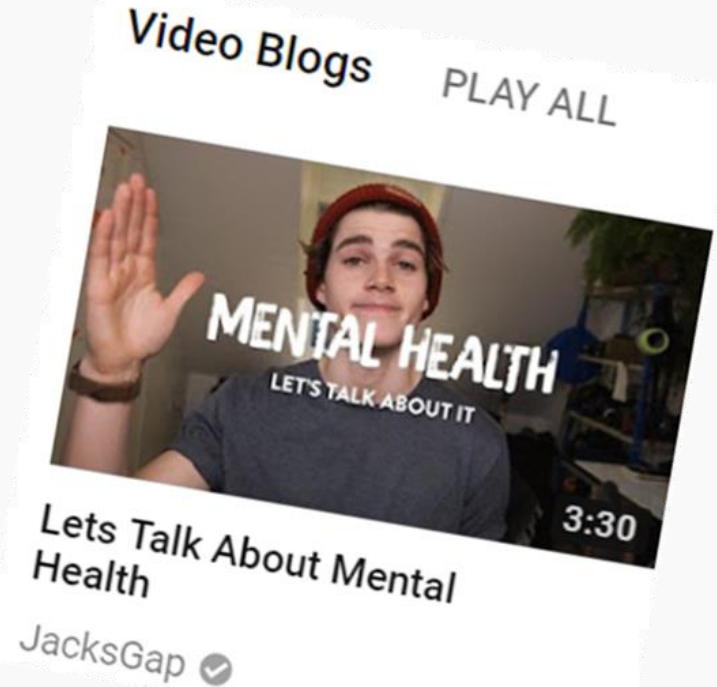 Video Blogs PLAY ALL
MENTAL HEALTH
LET'S TALK ABOUT IT
3:30
Lets Talk About Mental
Health
JacksGap